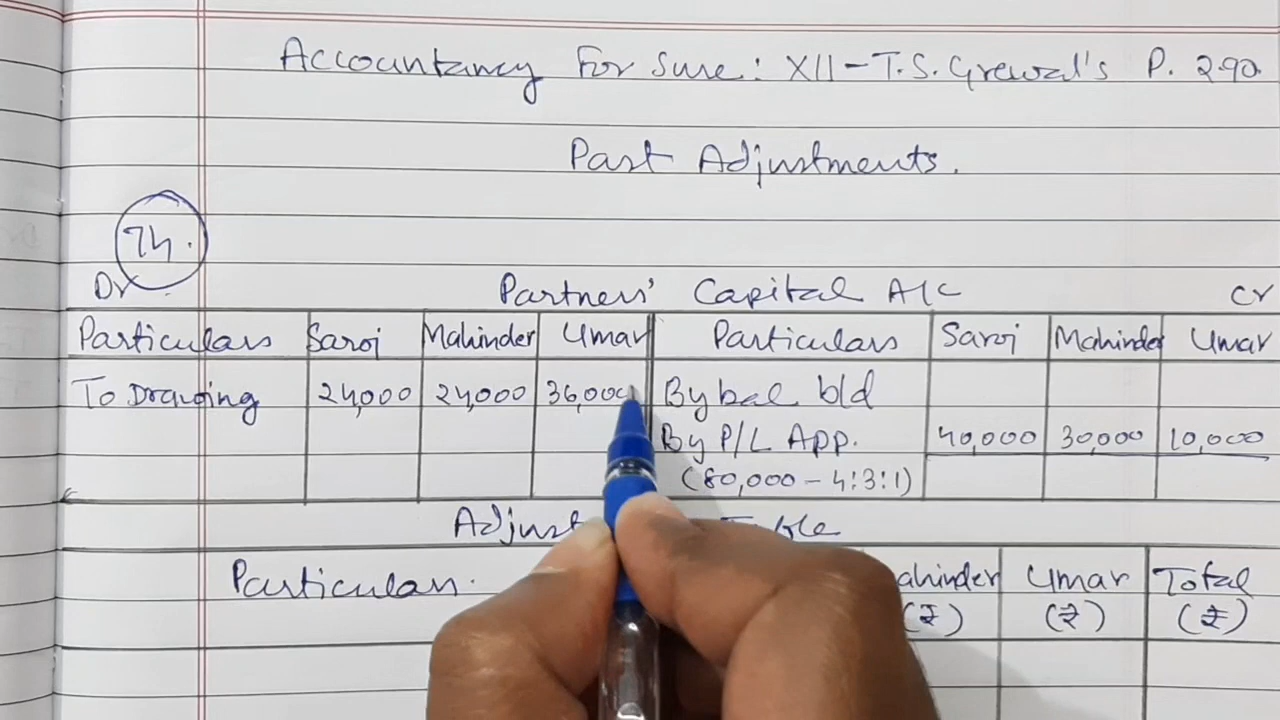 Accountancy For Sure: XII - T.S. Grewal's P. 2.90
Past Adjustments.
74.
Dr Partners' Capital A/C Cr
Particulars Saroj Mahinder Umar Particulars Saroj Mahinder Umar
To Drawing 24,000 24,000 36,000 By bal b/d
By P/L App. 40,000 30,000 10,000
(80,000 - 4:3:1)
Particulars. Umar Total
(₹) (₹) (₹)